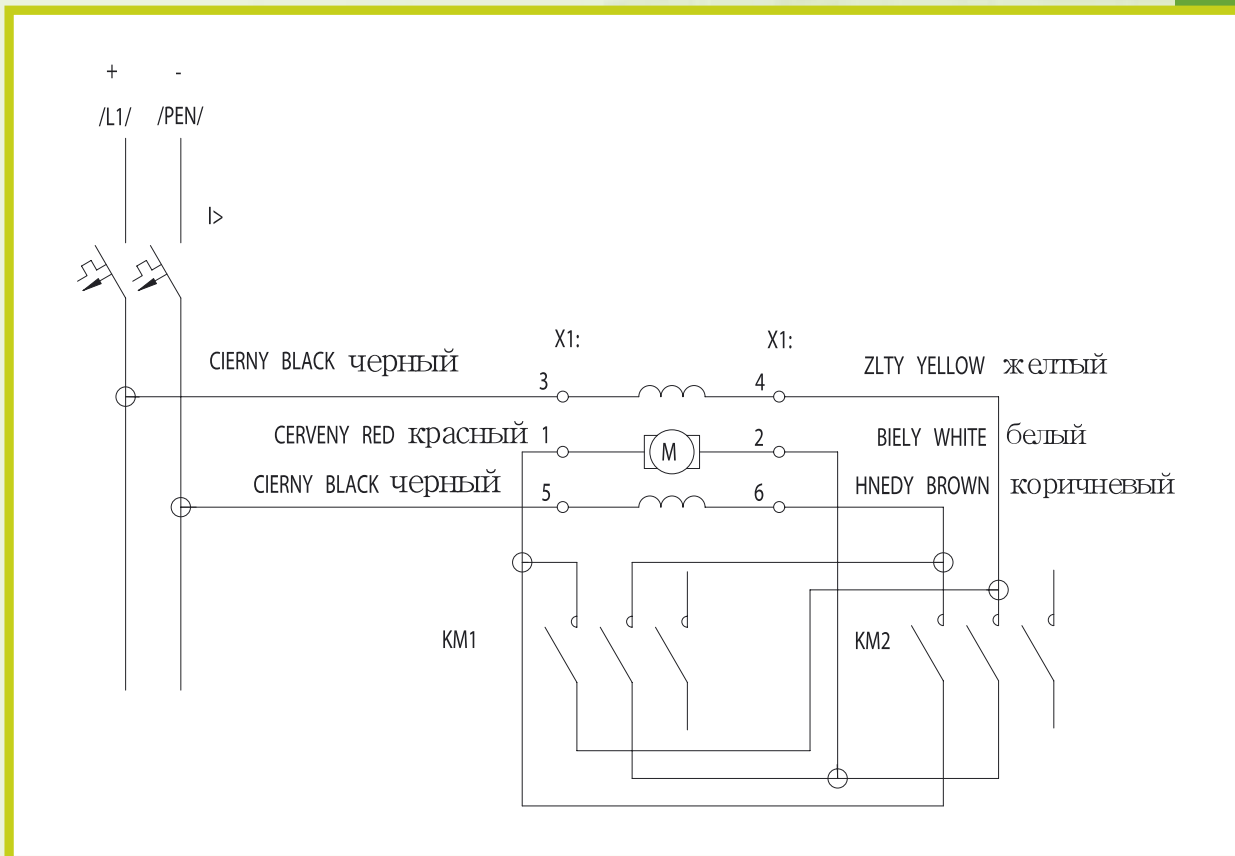 + -
/L1/ /PEN/
I>
X1: X1:
CIERNY BLACK черный 3 4 ZLTY YELLOW желтый
CERVENY RED красный 1 M 2 BIELY WHITE белый
CIERNY BLACK черный 5 6 HNEDY BROWN коричневый
KM1 KM2